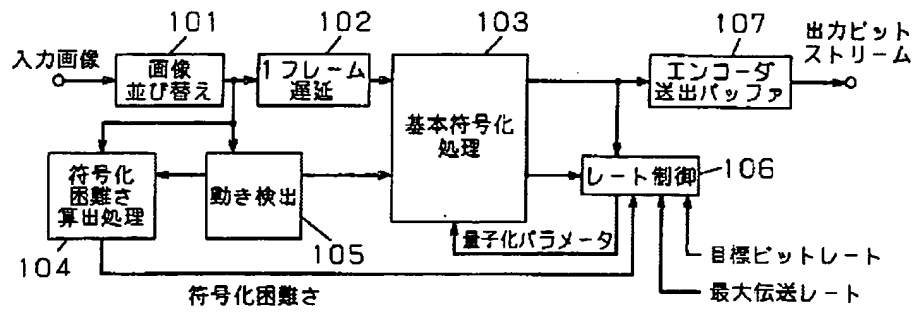 101
102
103
107
出力ビット
ストリーム
入力画像
画像
並び替え
1フレーム
遅延
基本符号化
処理
エンコーダ
送出バッファ
符号化
困難さ
算出処理
動き検出
レート制御
106
104
105
量子化パラメータ
目標ビットレート
符号化困難さ
最大伝送レート